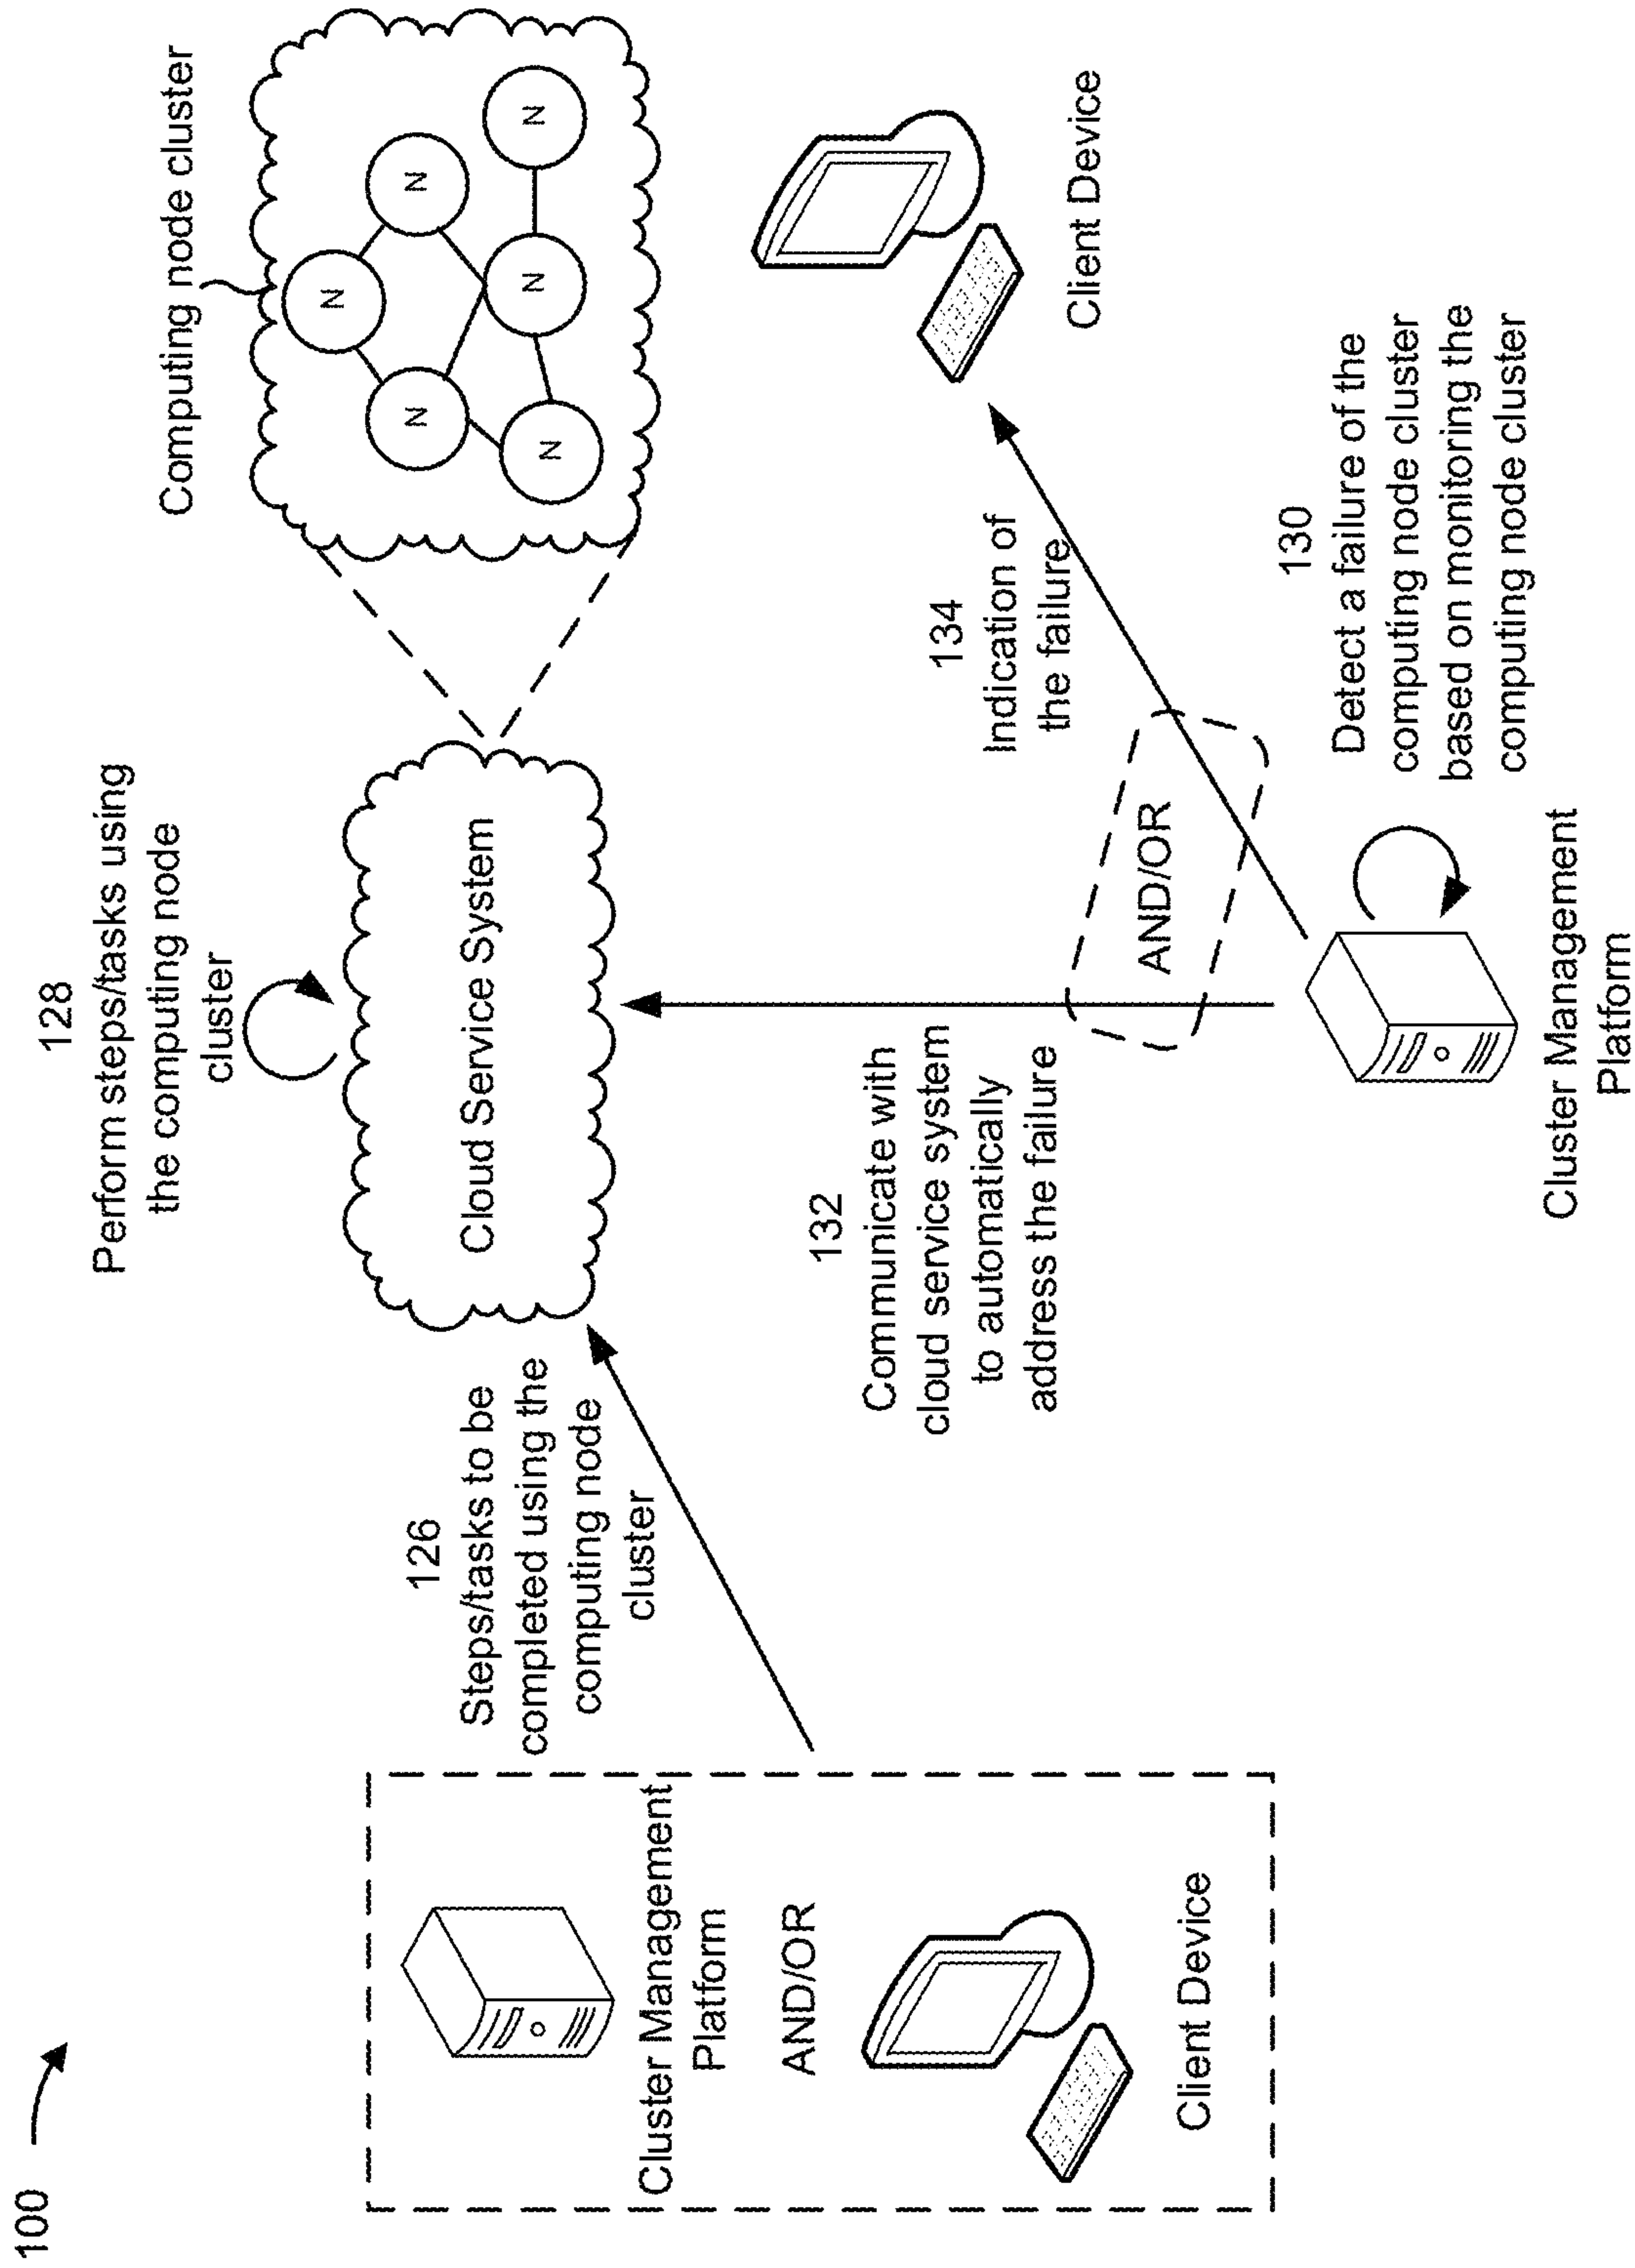 100
Cluster Management
Platform
AND/OR
Client Device
126
Steps/tasks to be
completed using the
computing node
cluster
128
Perform steps/tasks using
the computing node
cluster
Cloud Service System
Computing node cluster
N
N
N
N
N
N
132
Communicate with
cloud service system
to automatically
address the failure
AND/OR
134
Indication of
the failure
Client Device
130
Detect a failure of the
computing node cluster
based on monitoring the
computing node cluster
Cluster Management
Platform